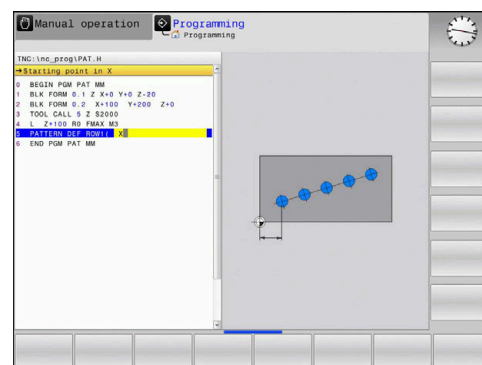 Manual operation
Programming
Programming
TNC:\nc_prog\PAT.H
→Starting point in X
0 BEGIN PGM PAT MM
1 BLK FORM 0.1 Z X+0 Y+0 Z-20
2 BLK FORM 0.2 X+100 Y+200 Z+0
3 TOOL CALL 5 Z S2000
4 L Z+100 R0 FMAX M3
5 PATTERN DEF ROW1( X
6 END PGM PAT MM